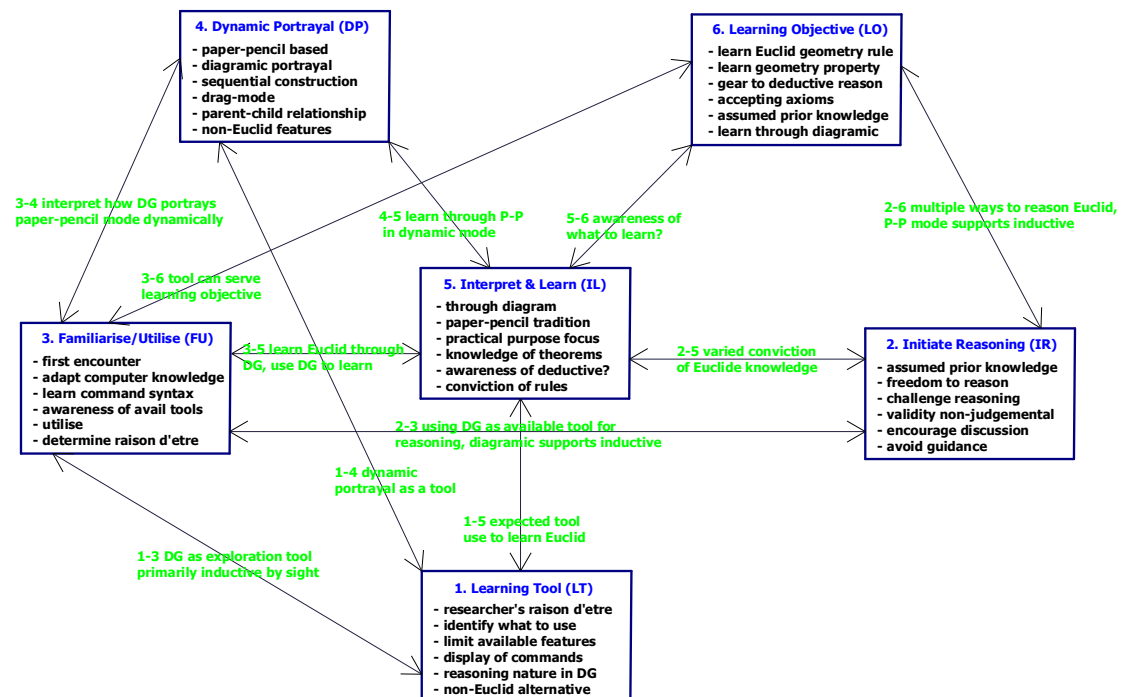 4. Dynamic Portrayal (DP)
- paper-pencil based
- diagramic portrayal
- sequential construction
- drag-mode
- parent-child relationship
- non-Euclid features
6. Learning Objective (LO)
- learn Euclid geometry rule
- learn geometry property
- gear to deductive reason
- accepting axioms
- assumed prior knowledge
- learn through diagramic
3-4 interpret how DG portrays
paper-pencil mode dynamically
4-5 learn through P-P
in dynamic mode
5-6 awareness of
what to learn?
2-6 multiple ways to reason Euclid,
P-P mode supports inductive
3-6 tool can serve
learning objective
5. Interpret & Learn (IL)
- through diagram
- paper-pencil tradition
- practical purpose focus
- knowledge of theorems
- awareness of deductive?
- conviction of rules
3. Familiarise/Utilise (FU)
- first encounter
- adapt computer knowledge
- learn command syntax
- awareness of avail tools
- utilise
- determine raison d'etre
3-5 learn Euclid through
DG, use DG to learn
2-5 varied conviction
of Euclide knowledge
2. Initiate Reasoning (IR)
- assumed prior knowledge
- freedom to reason
- challenge reasoning
- validity non-judgemental
- encourage discussion
- avoid guidance
2-3 using DG as available tool for
reasoning, diagramic supports inductive
1-4 dynamic
portrayal as a tool
1-5 expected tool
use to learn Euclid
1-3 DG as exploration tool
primarily inductive by sight
1. Learning Tool (LT)
- researcher's raison d'etre
- identify what to use
- limit available features
- display of commands
- reasoning nature in DG
- non-Euclid alternative